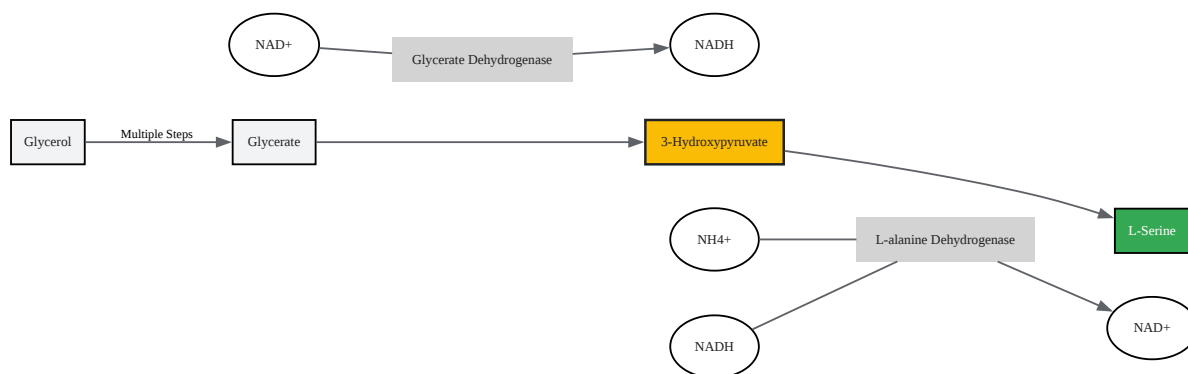 NAD+
Glycerate Dehydrogenase
NADH
Glycerol
Multiple Steps
Glycerate
3-Hydroxypyruvate
L-Serine
NH4+
L-alanine Dehydrogenase
NADH
NAD+